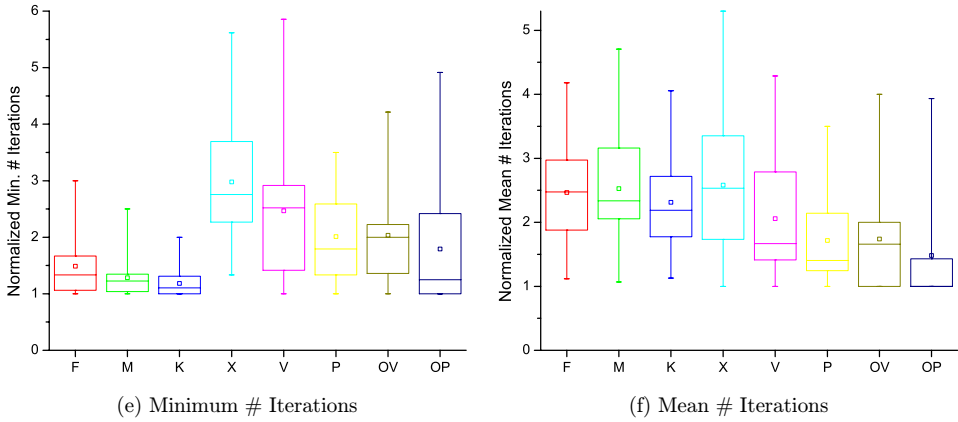 Normalized Min. # Iterations
6
5
4
3
2
1
0
F M K X V P OV OP
(e) Minimum # Iterations
Normalized Mean # Iterations
5
4
3
2
1
0
F M K X V P OV OP
(f) Mean # Iterations